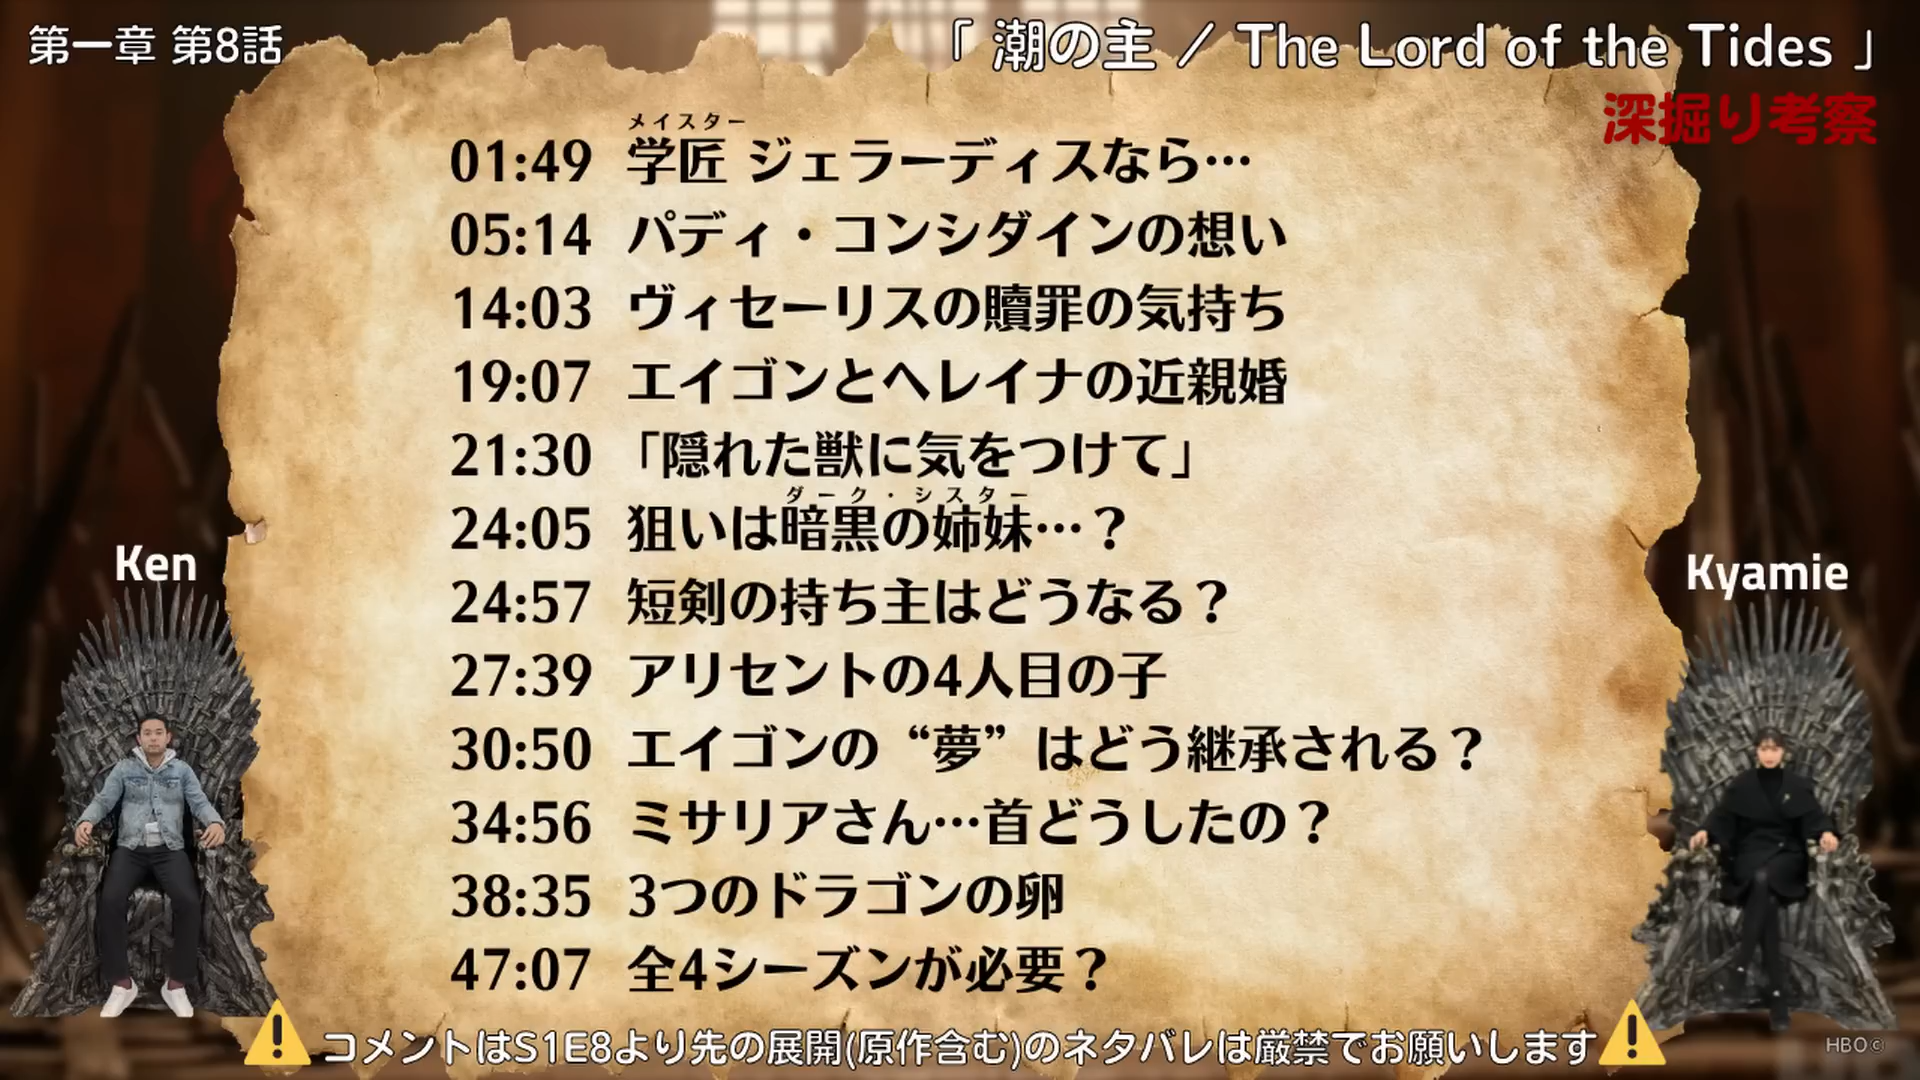 第一章 第8話
「 潮の主 ／ The Lord of the Tides 」
深掘り考察
メイスター
01:49 学匠 ジェラーディスなら…
05:14 パディ・コンシダインの想い
14:03 ヴィセーリスの贖罪の気持ち
19:07 エイゴンとヘレイナの近親婚
21:30 「隠れた獣に気をつけて」
ダーク・シスター
24:05 狙いは暗黒の姉妹…？
24:57 短剣の持ち主はどうなる？
27:39 アリセントの4人目の子
30:50 エイゴンの“夢”はどう継承される？
34:56 ミサリアさん…首どうしたの？
38:35 3つのドラゴンの卵
47:07 全4シーズンが必要？
Ken
Kyamie
コメントはS1E8より先の展開(原作含む)のネタバレは厳禁でお願いします
HBO©